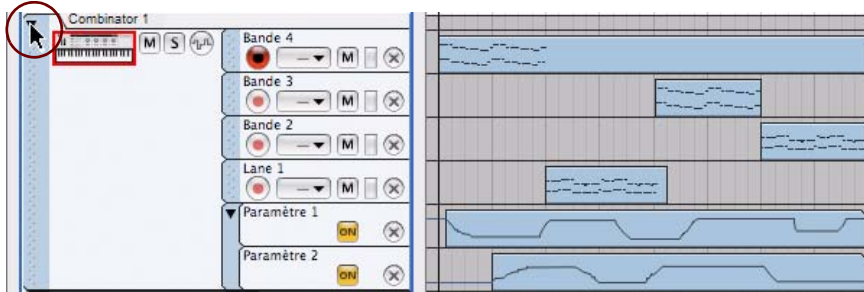 Combinator 1
M S
Bande 4
M
Bande 3
M
Bande 2
M
Lane 1
M
Paramètre 1
ON
Paramètre 2
ON